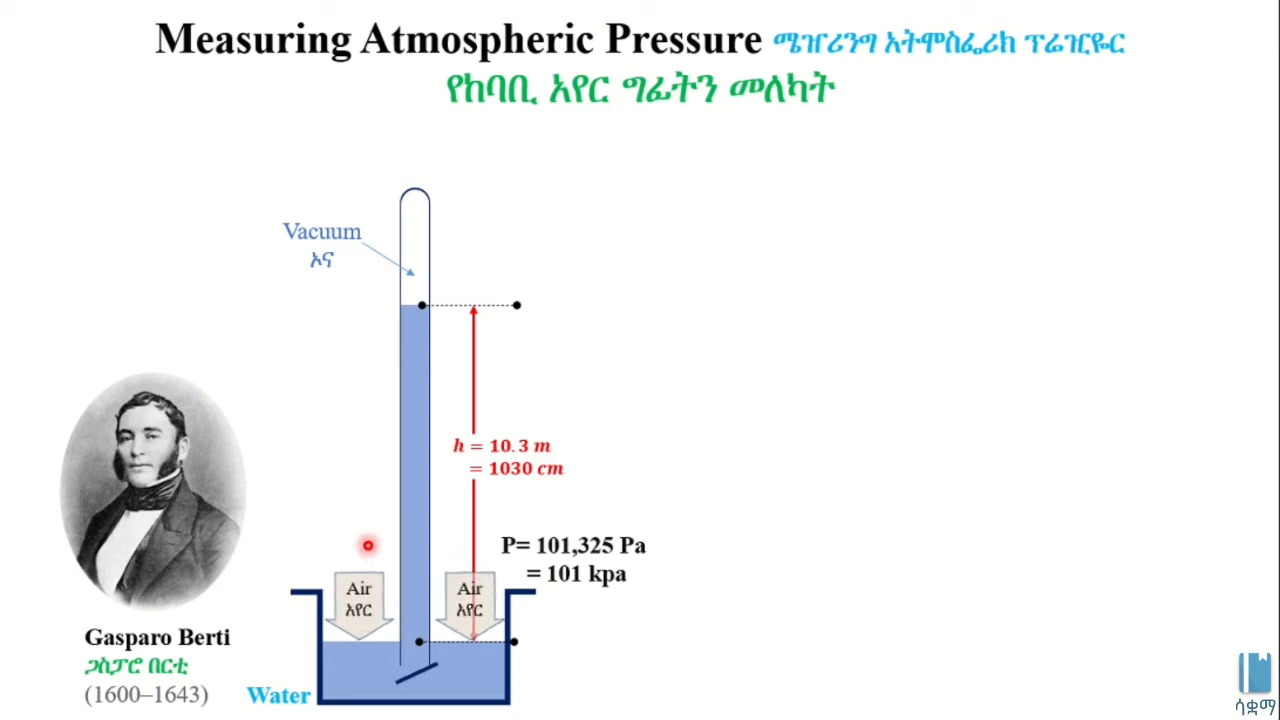 Measuring Atmospheric Pressure ሜዠሪንግ አትሞስፌሪክ ፕሬዠርዬር
የከባቢ አየር ግፊትን መለካት
Vacuum
ኦና
h = 10.3 m
= 1030 cm
P= 101,325 Pa
= 101 kpa
Air
አየር
Air
አየር
Gasparo Berti
ጋስፓሮ በርቲ
(1600–1643)
Water
ሳቋማ